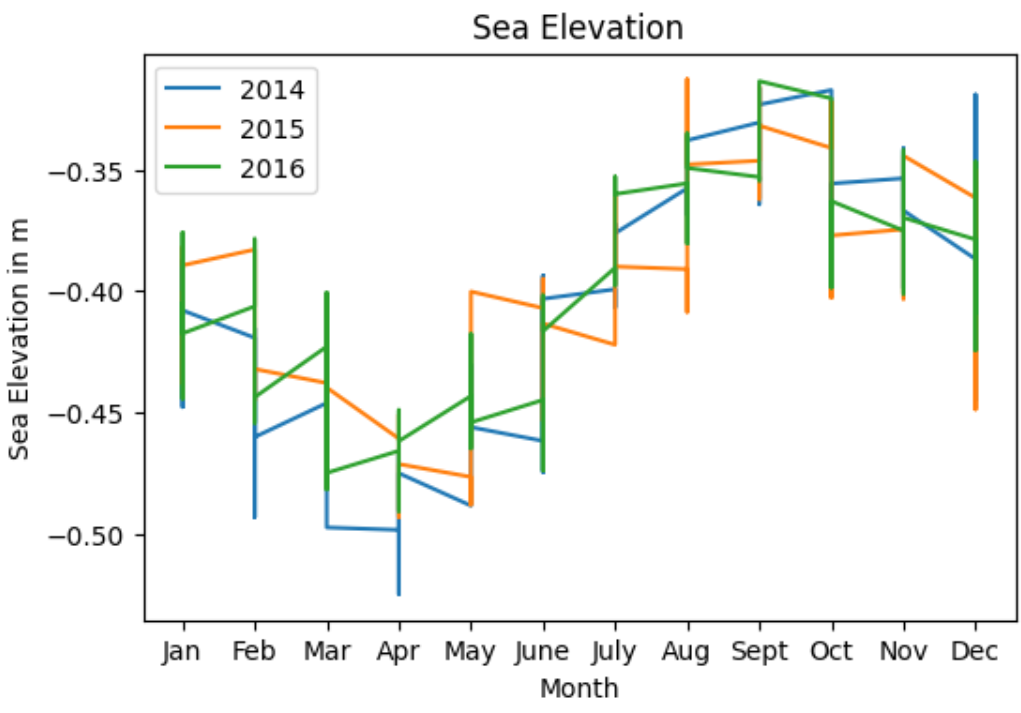 Sea Elevation
2014
2015
2016
Sea Elevation in m
−0.35
−0.40
−0.45
−0.50
Jan Feb Mar Apr May June July Aug Sept Oct Nov Dec
Month